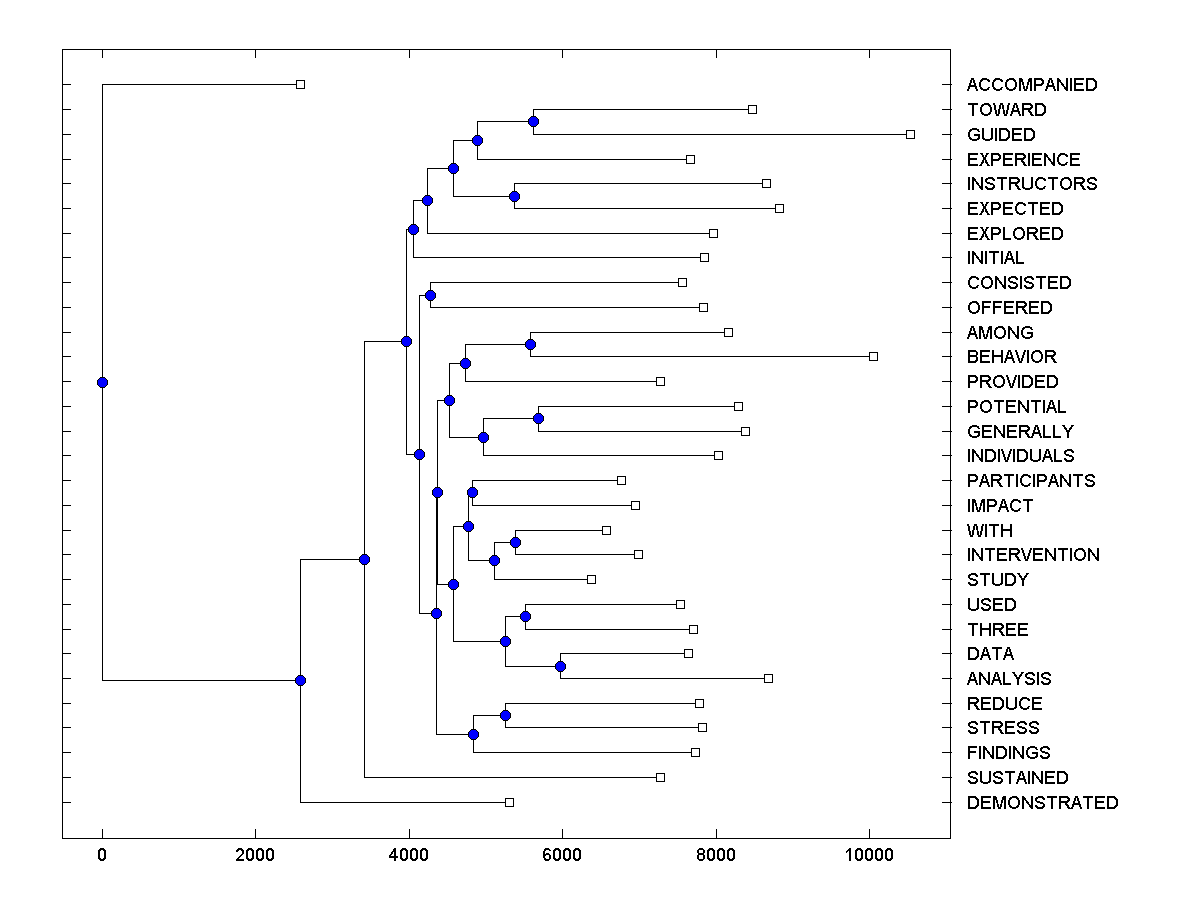 ACCOMPANIED
TOWARD
GUIDED
EXPERIENCE
INSTRUCTORS
EXPECTED
EXPLORED
INITIAL
CONSISTED
OFFERED
AMONG
BEHAVIOR
PROVIDED
POTENTIAL
GENERALLY
INDIVIDUALS
PARTICIPANTS
IMPACT
WITH
INTERVENTION
STUDY
USED
THREE
DATA
ANALYSIS
REDUCE
STRESS
FINDINGS
SUSTAINED
DEMONSTRATED
0 2000 4000 6000 8000 10000